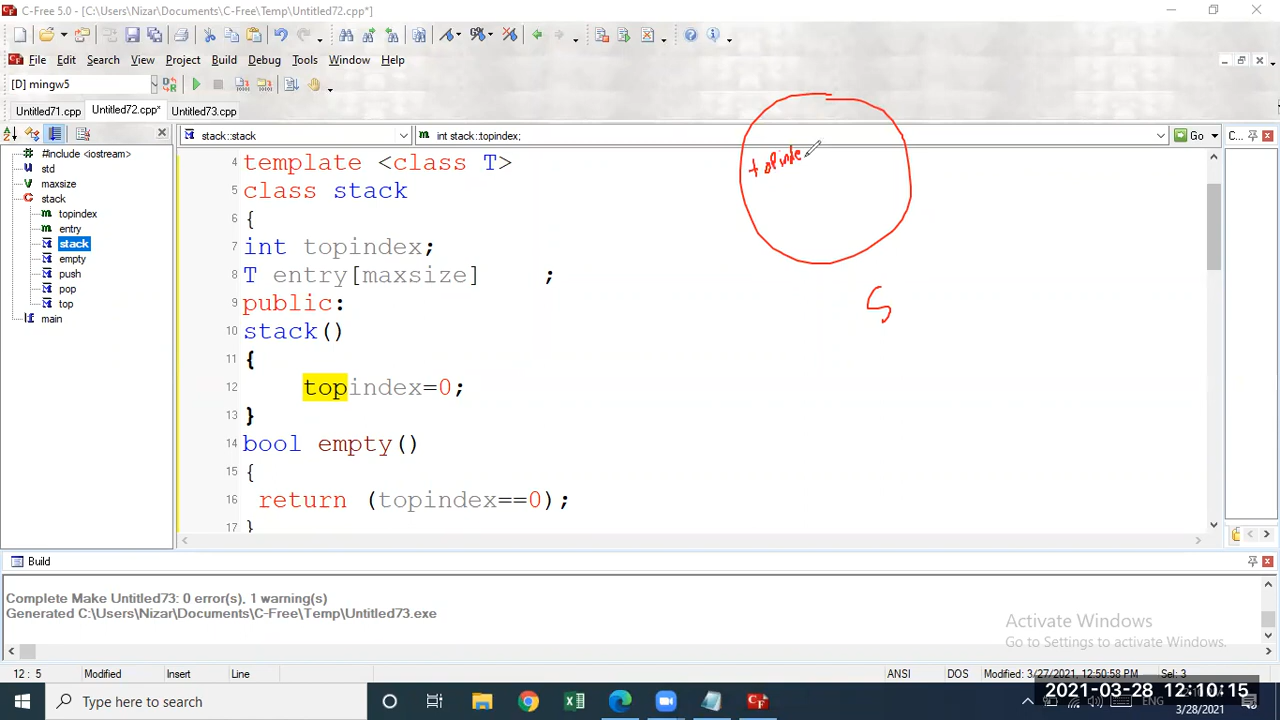 C-Free 5.0 - [C:\Users\Nizar\Documents\C-Free\Temp\Untitled72.cpp*]
File Edit Search View Project Build Debug Tools Window Help
[D] mingw5
Untitled71.cpp Untitled72.cpp* Untitled73.cpp
stack::stack
int stack::topindex;
Go
C...
#include <iostream>
std
maxsize
stack
topindex
entry
stack
empty
push
pop
top
main
4 template <class T>
5 class stack
6 {
7 int topindex;
8 T entry[maxsize] ;
9 public:
10 stack()
11 {
12 topindex=0;
13 }
14 bool empty()
15 {
16 return (topindex==0);
17 }
topinde
S
Build
Complete Make Untitled73: 0 error(s), 1 warning(s)
Generated C:\Users\Nizar\Documents\C-Free\Temp\Untitled73.exe
Activate Windows
Go to Settings to activate Windows.
12 : 5 Modified Insert Line ANSI DOS Modified: 3/27/2021, 12:50:58 PM Sel: 3
Type here to search
2021-03-28 12:10:15
ENG
3/28/2021